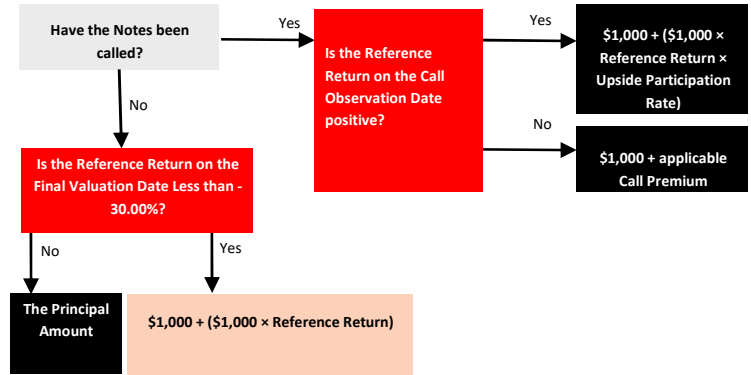 Have the Notes been
called?
Yes
No
Is the Reference
Return on the Call
Observation Date
positive?
Yes
No
$1,000 + ($1,000 ×
Reference Return ×
Upside Participation
Rate)
$1,000 + applicable
Call Premium
Is the Reference Return on the
Final Valuation Date Less than -
30.00%?
No
Yes
The Principal
Amount
$1,000 + ($1,000 × Reference Return)